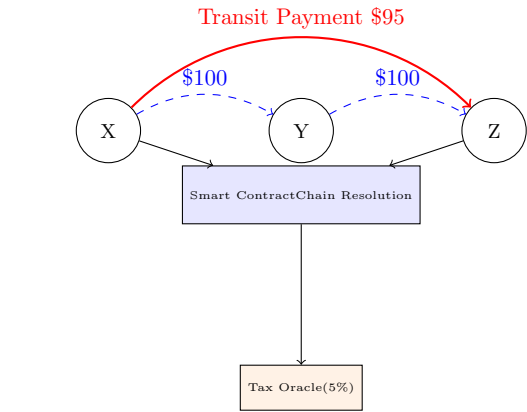 Transit Payment $95
$100
$100
X
Y
Z
Smart ContractChain Resolution
Tax Oracle(5%)